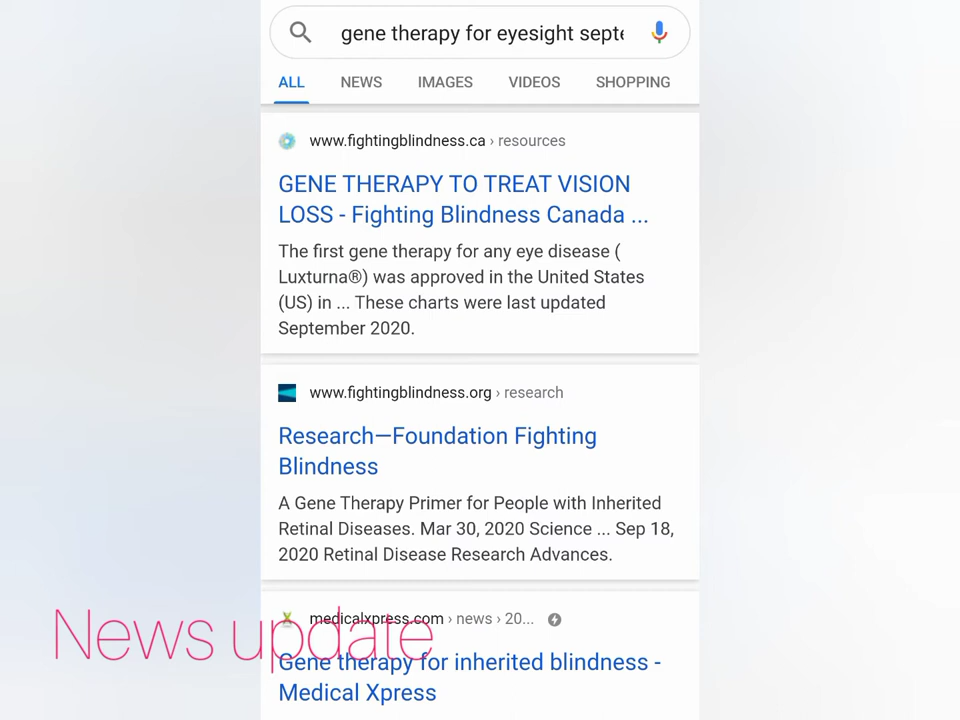 gene therapy for eyesight septe
ALL NEWS IMAGES VIDEOS SHOPPING
www.fightingblindness.ca › resources
GENE THERAPY TO TREAT VISION
LOSS - Fighting Blindness Canada ...
The first gene therapy for any eye disease (
Luxturna®) was approved in the United States
(US) in ... These charts were last updated
September 2020.
www.fightingblindness.org › research
Research—Foundation Fighting
Blindness
A Gene Therapy Primer for People with Inherited
Retinal Diseases. Mar 30, 2020 Science ... Sep 18,
2020 Retinal Disease Research Advances.
medicalxpress.com › news › 20...
News update
Gene therapy for inherited blindness -
Medical Xpress